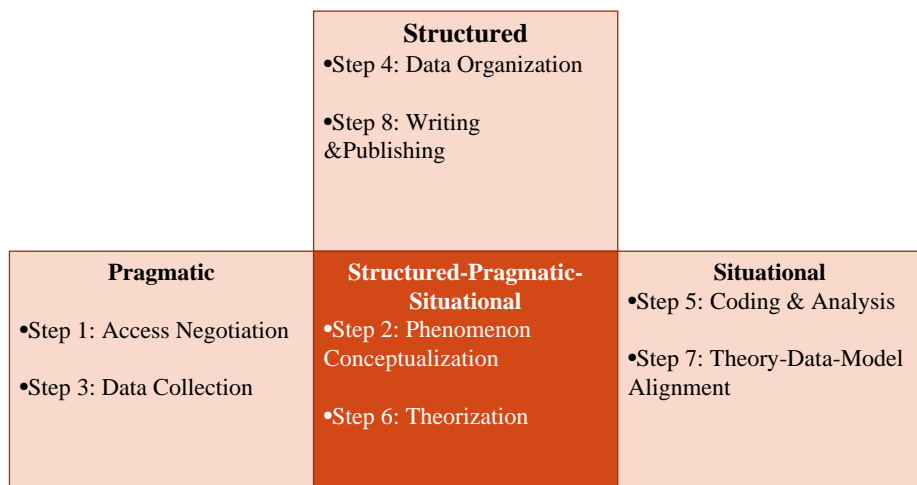 Structured
•Step 4: Data Organization
•Step 8: Writing
&Publishing
Pragmatic
•Step 1: Access Negotiation
•Step 3: Data Collection
Structured-Pragmatic-
Situational
•Step 2: Phenomenon
Conceptualization
•Step 6: Theorization
Situational
•Step 5: Coding & Analysis
•Step 7: Theory-Data-Model
Alignment